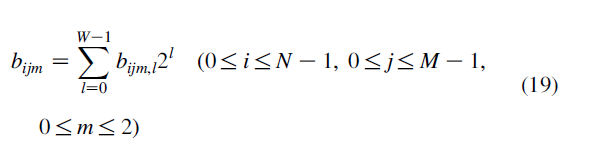 b_{ijm} = \sum_{l=0}^{W-1} b_{ijm,l} 2^l (0 ≤ i ≤ N − 1, 0 ≤ j ≤ M − 1,
(19)
0 ≤ m ≤ 2)